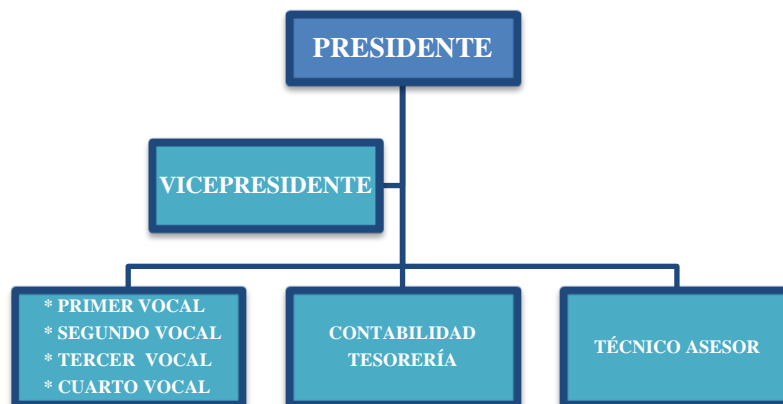 PRESIDENTE
VICEPRESIDENTE
* PRIMER VOCAL
* SEGUNDO VOCAL
* TERCER VOCAL
* CUARTO VOCAL
CONTABILIDAD
TESORERÍA
TÉCNICO ASESOR